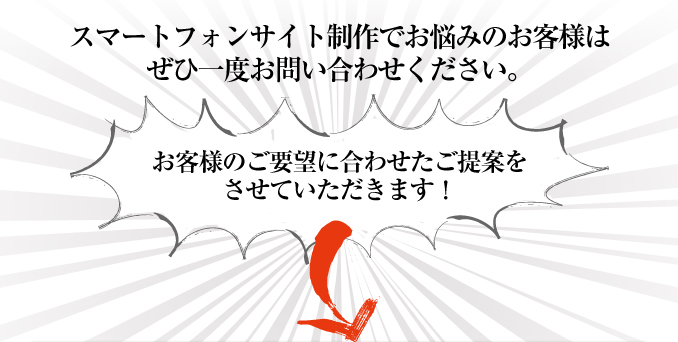 スマートフォンサイト制作でお悩みのお客様は
ぜひ一度お問い合わせください。
お客様のご要望に合わせたご提案を
させていただきます！